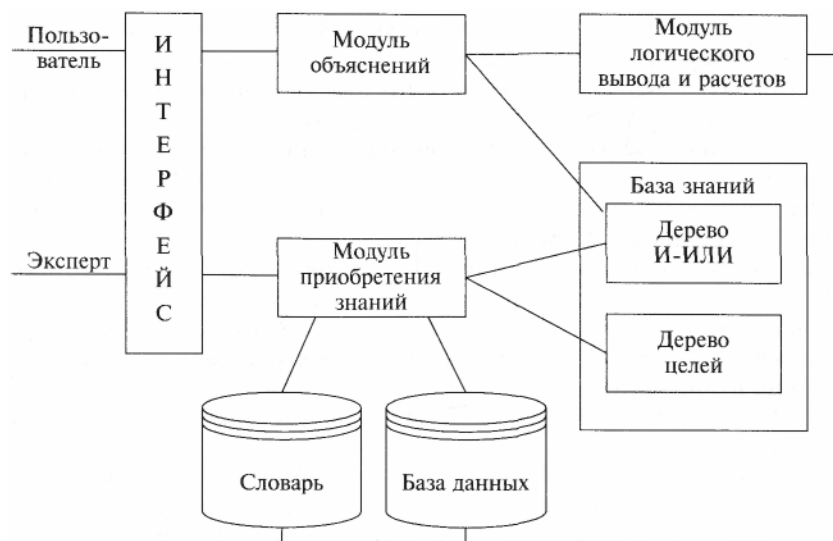 Пользо-
ватель
ИНТЕРФЕЙС
Модуль
объяснений
Модуль
логического
вывода и расчетов
База знаний
Дерево
И-ИЛИ
Эксперт
Модуль
приобретения
знаний
Дерево
целей
Словарь
База данных